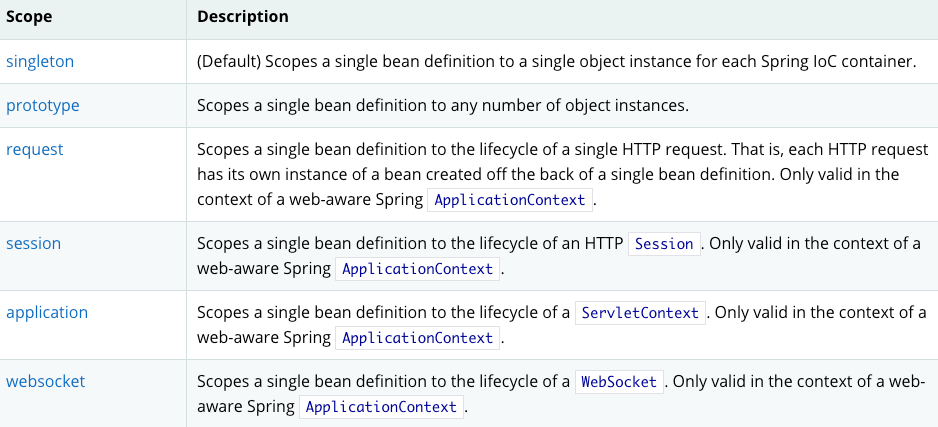 Scope Description
singleton (Default) Scopes a single bean definition to a single object instance for each Spring IoC container.
prototype Scopes a single bean definition to any number of object instances.
request Scopes a single bean definition to the lifecycle of a single HTTP request. That is, each HTTP request
has its own instance of a bean created off the back of a single bean definition. Only valid in the
context of a web-aware Spring ApplicationContext.
session Scopes a single bean definition to the lifecycle of an HTTP Session. Only valid in the context of a
web-aware Spring ApplicationContext.
application Scopes a single bean definition to the lifecycle of a ServletContext. Only valid in the context of a
web-aware Spring ApplicationContext.
websocket Scopes a single bean definition to the lifecycle of a WebSocket. Only valid in the context of a web-
aware Spring ApplicationContext.